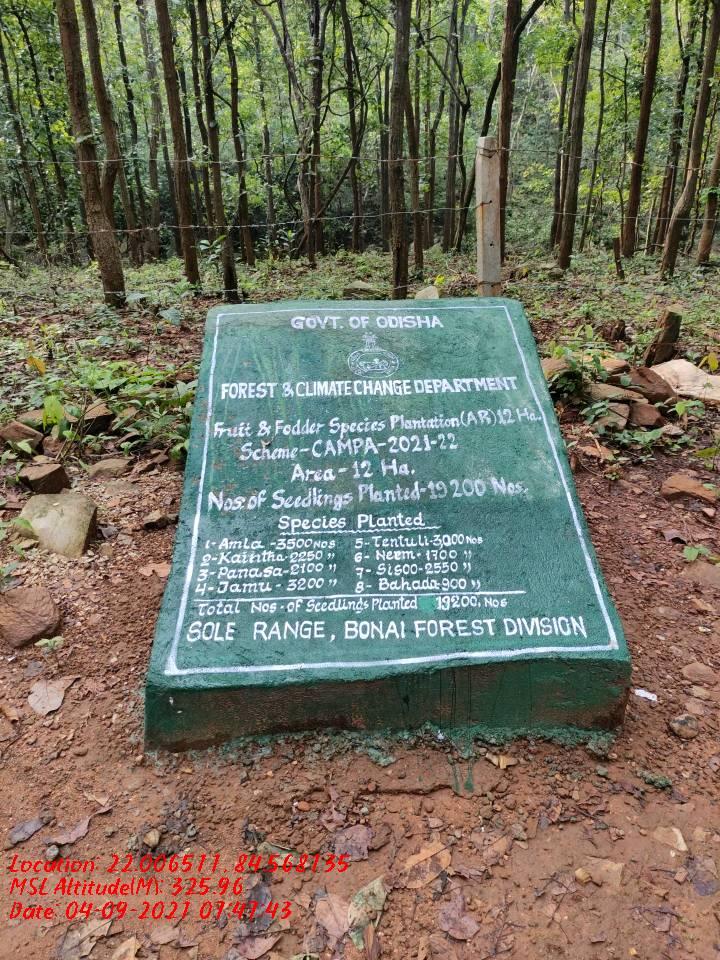 GOVT. OF ODISHA
FOREST & CLIMATE CHANGE DEPARTMENT
Fruit & Fodder Species Plantation (AR) 12 Ha.
Scheme - CAMPA - 2021-22
Area - 12 Ha.
Nos. of Seedlings Planted - 19200 Nos.
Species Planted
1- Amla - 3500 Nos 5- Tentuli - 3000 Nos
2- Kaintha - 2250 " 6- Neem - 1700 "
3- Panasa - 2100 " 7- Sisoo - 2550 "
4- Jamu - 3200 " 8- Bahada - 900 "
Total Nos - of Seedlings Planted 19200. Nos
SOLE RANGE, BONAI FOREST DIVISION
Location: 22.006511, 84.568135
MSL Altitude(M): 325.96
Date: 04-09-2021 07:47:43